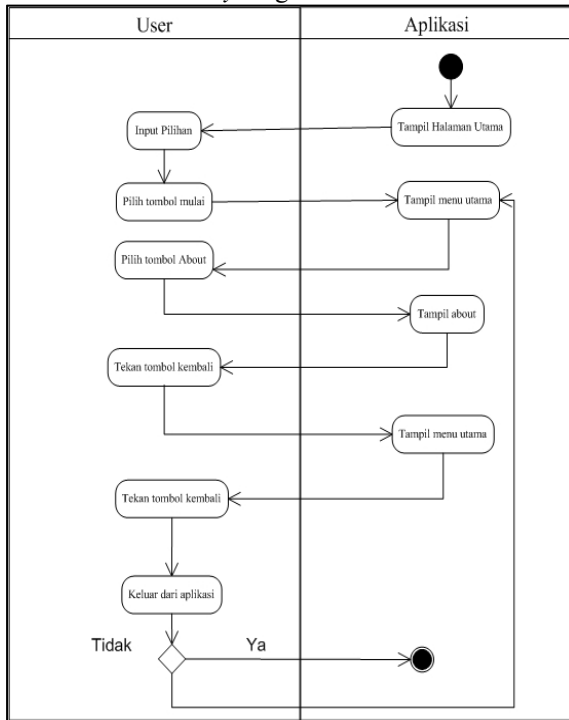 User
Aplikasi
Tampil Halaman Utama
Input Pilihan
Pilih tombol mulai
Tampil menu utama
Pilih tombol About
Tampil about
Tekan tombol kembali
Tampil menu utama
Tekan tombol kembali
Keluar dari aplikasi
Tidak
Ya